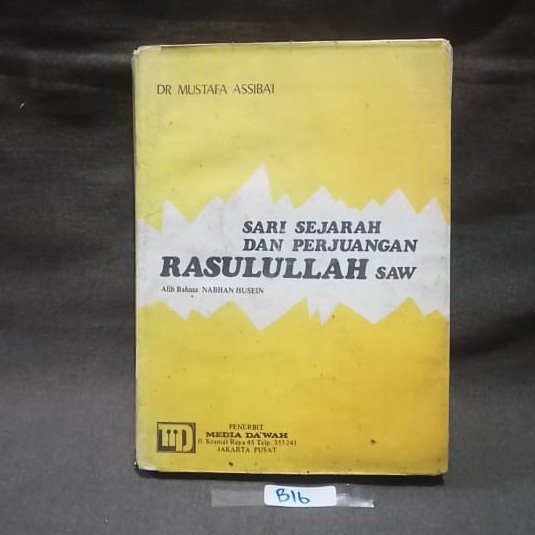 DR MUSTAFA ASSIBA'I
SARI SEJARAH
DAN PERJUANGAN
RASULULLAH SAW
Alih Bahasa NABHAN HUSEIN
PENERBIT
MEDIA DA'WAH
Jl. Kramat Raya 45 Telp. 355241
JAKARTA PUSAT
B16